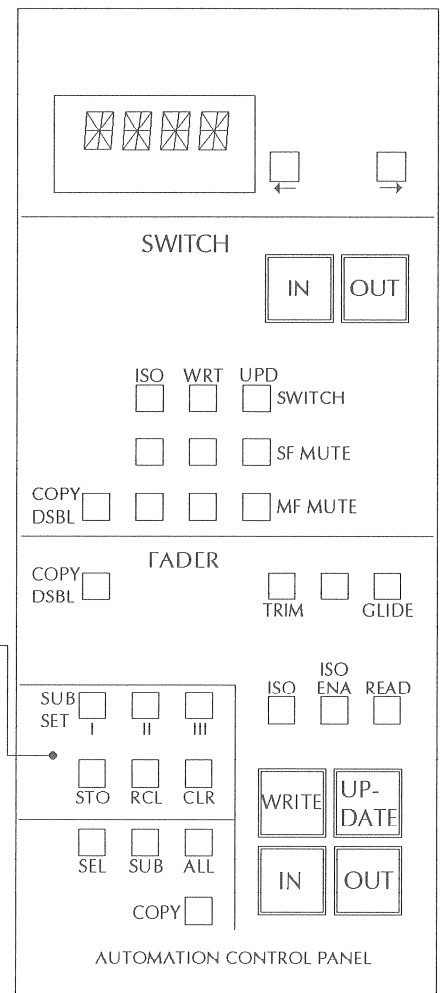 SWITCH
IN OUT
ISO WRT UPD
SWITCH
SF MUTE
COPY
DSBL
MF MUTE
FADER
COPY
DSBL
TRIM GLIDE
ISO
ISO
ENA
READ
SUB
SET
I II III
STO RCL CLR
WRITE
UP-
DATE
SEL SUB ALL
IN OUT
COPY
AUTOMATION CONTROL PANEL